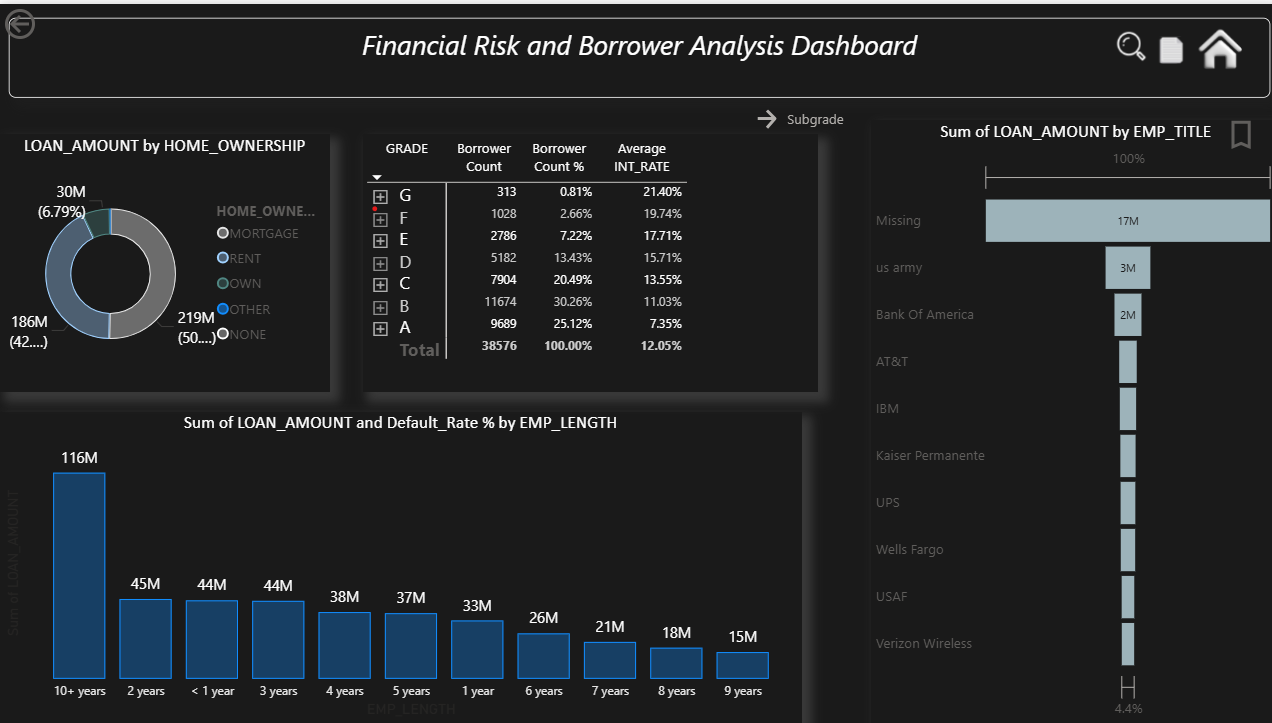 Financial Risk and Borrower Analysis Dashboard
Subgrade
LOAN_AMOUNT by HOME_OWNERSHIP
30M
(6.79%)
186M
(42....)
219M
(50....)
HOME_OWNE...
MORTGAGE
RENT
OWN
OTHER
NONE
GRADE Borrower Count Borrower Count % Average INT_RATE
G 313 0.81% 21.40%
F 1028 2.66% 19.74%
E 2786 7.22% 17.71%
D 5182 13.43% 15.71%
C 7904 20.49% 13.55%
B 11674 30.26% 11.03%
A 9689 25.12% 7.35%
Total 38576 100.00% 12.05%
Sum of LOAN_AMOUNT by EMP_TITLE
100%
Missing 17M
us army 3M
Bank Of America 2M
AT&T
IBM
Kaiser Permanente
UPS
Wells Fargo
USAF
Verizon Wireless
4.4%
Sum of LOAN_AMOUNT and Default_Rate % by EMP_LENGTH
Sum of LOAN_AMOUNT
116M 45M 44M 44M 38M 37M 33M 26M 21M 18M 15M
10+ years 2 years < 1 year 3 years 4 years 5 years 1 year 6 years 7 years 8 years 9 years
EMP_LENGTH